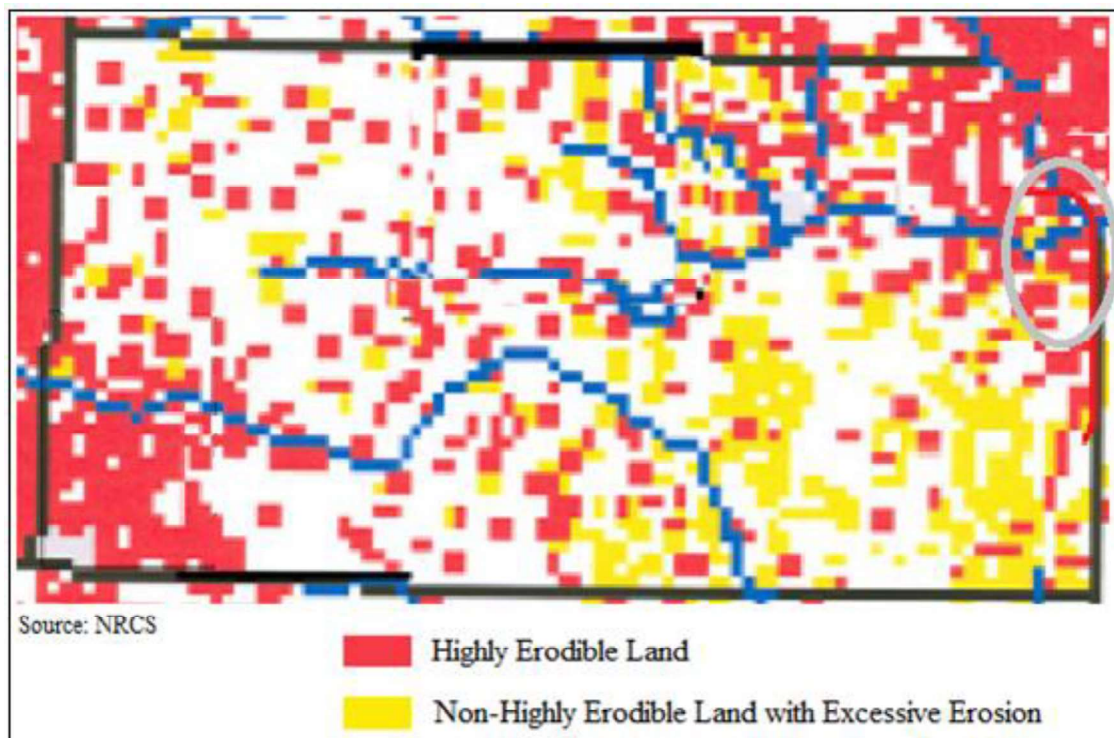 Source: NRCS
Highly Erodible Land
Non-Highly Erodible Land with Excessive Erosion